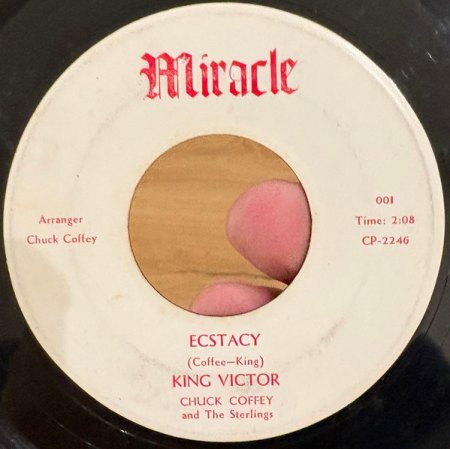 Miracle
Arranger
Chuck Coffey
001
Time: 2:08
CP-2246
ECSTACY
(Coffee—King)
KING VICTOR
CHUCK COFFEY
and The Sterlings